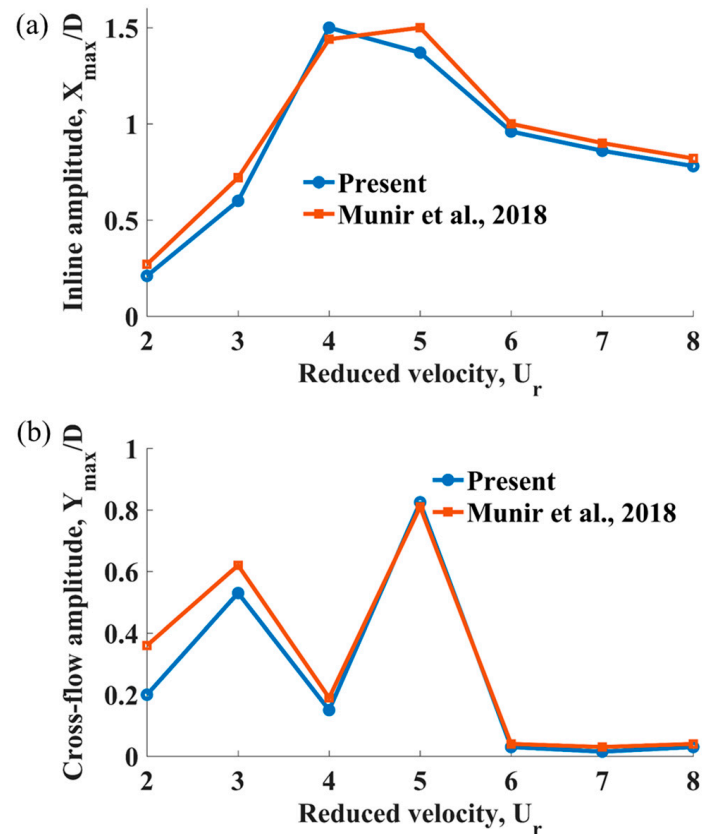 (a)
Inline amplitude, X_max/D
1.5
1
0.5
0
Present
Munir et al., 2018
2 3 4 5 6 7 8
Reduced velocity, U_r
(b)
Cross-flow amplitude, Y_max/D
1
0.8
0.6
0.4
0.2
0
Present
Munir et al., 2018
2 3 4 5 6 7 8
Reduced velocity, U_r